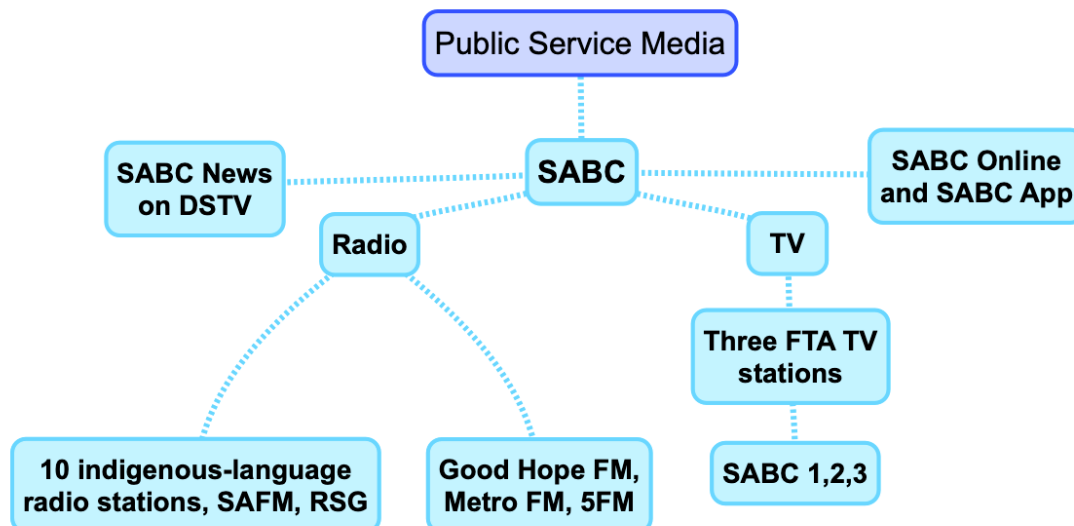 Public Service Media
SABC
SABC News
on DSTV
SABC Online
and SABC App
Radio
TV
Three FTA TV
stations
10 indigenous-language
radio stations, SAFM, RSG
Good Hope FM,
Metro FM, 5FM
SABC 1,2,3